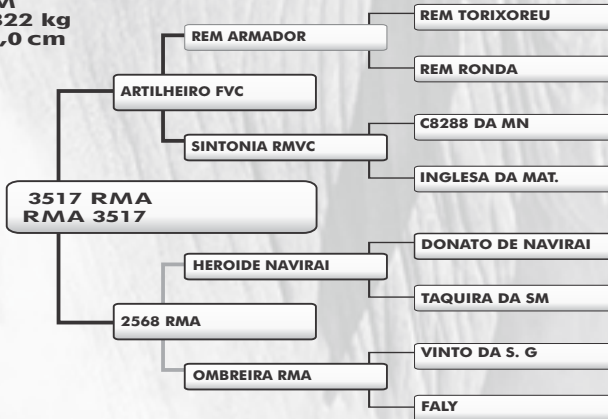 322 kg
,0 cm
REM TORIXOREU
REM ARMADOR
REM RONDA
ARTILHEIRO FVC
C8288 DA MN
SINTONIA RMVC
INGLESA DA MAT.
3517 RMA
RMA 3517
DONATO DE NAVIRAI
HEROIDE NAVIRAI
TAQUIRA DA SM
2568 RMA
VINTO DA S. G
OMBREIRA RMA
FALY